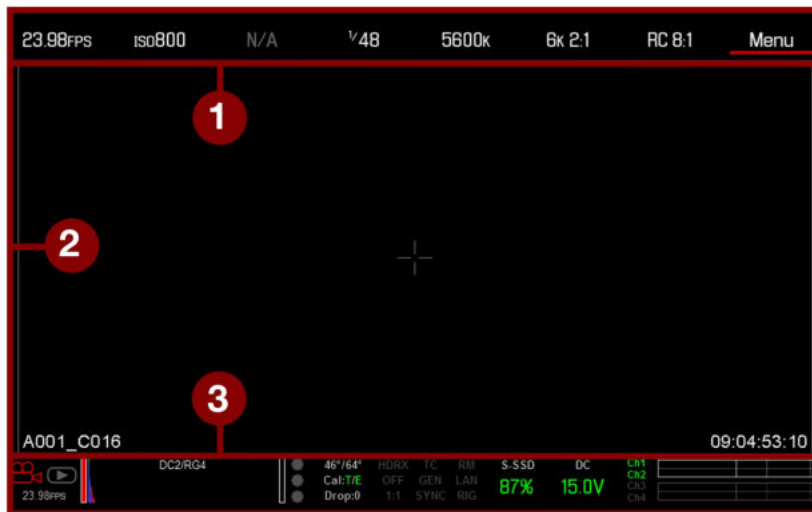 23.98FPS ISO800 N/A 1/48 5600K 6K 2:1 RC 8:1 Menu
1
2
3
A001_C016 09:04:53:10
DC2/RG4 46°/64° HDRX TC RM S.SSD DC Ch1
Cal:T/E OFF GEN LAN 87% 15.0V Ch2
23.98FPS Drop:0 1:1 SYNC RIG Ch3
Ch4